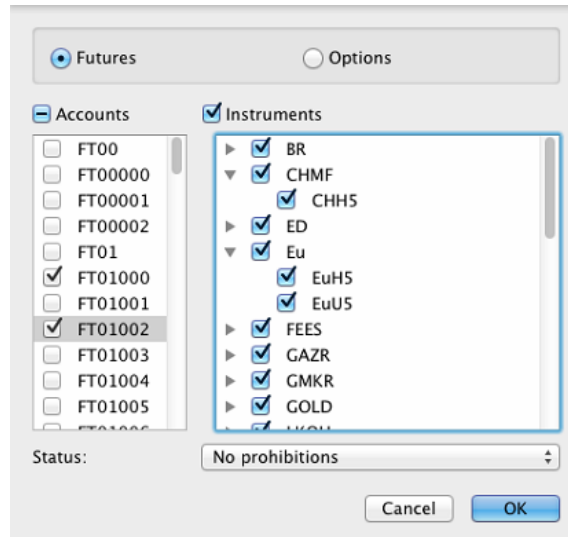 Futures Options
Accounts Instruments
FT00
FT00000
FT00001
FT00002
FT01
FT01000
FT01001
FT01002
FT01003
FT01004
FT01005
BR
CHMF
CHH5
ED
Eu
EuH5
EuU5
FEES
GAZR
GMKR
GOLD
Status: No prohibitions
Cancel OK